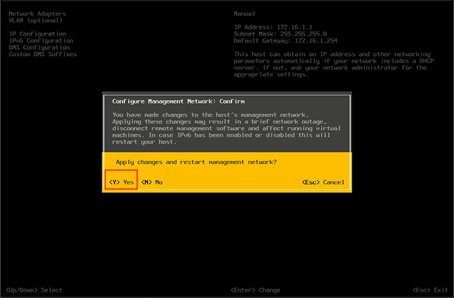 Network Adapters
VLAN (optional)
IP Configuration
IPv6 Configuration
DNS Configuration
Custom DNS Suffixes
Manual
IP Address: 172.16.1.1
Subnet Mask: 255.255.255.0
Default Gateway: 172.16.1.254
This host can obtain an IP address and other networking
parameters automatically if your network includes a DHCP
server. If not, ask your network administrator for the
appropriate settings.
Configure Management Network: Confirm
You have made changes to the host's management network.
Applying these changes may result in a brief network outage,
disconnect remote management software and affect running virtual
machines. In case IPv6 has been enabled or disabled this will
restart your host.
Apply changes and restart management network?
<Y> Yes <N> No <Esc> Cancel
<Up/Down> Select <Enter> Change <Esc> Exit